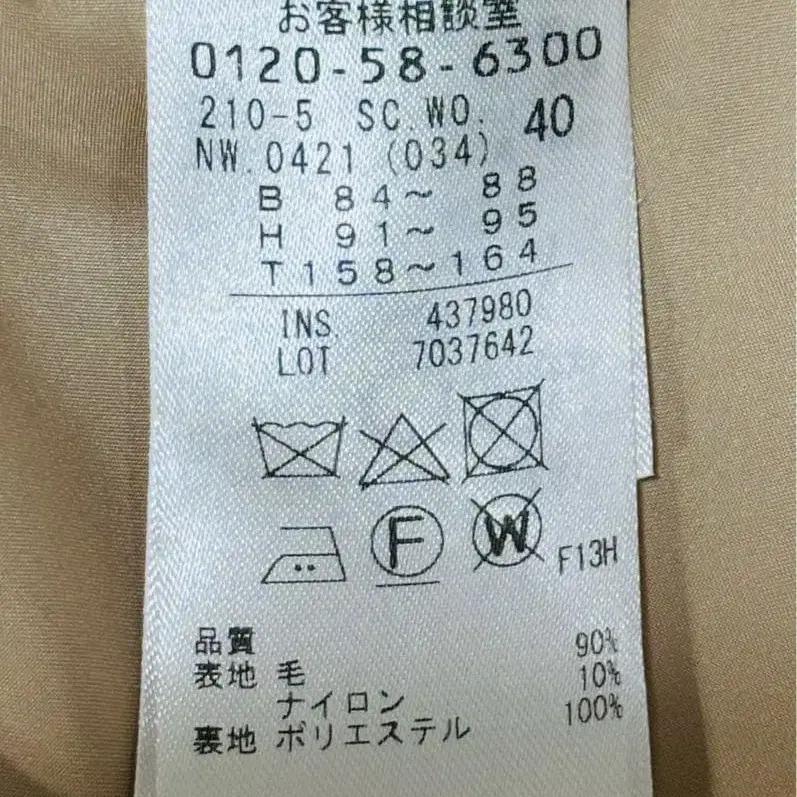 お客様相談室
0120-58-6300
210-5 SC.WO. 40
NW.0421 (034)
B 84～ 88
H 91～ 95
T158～164
INS. 437980
LOT 7037642
F W F13H
品質
表地 毛 90%
ナイロン 10%
裏地 ポリエステル 100%